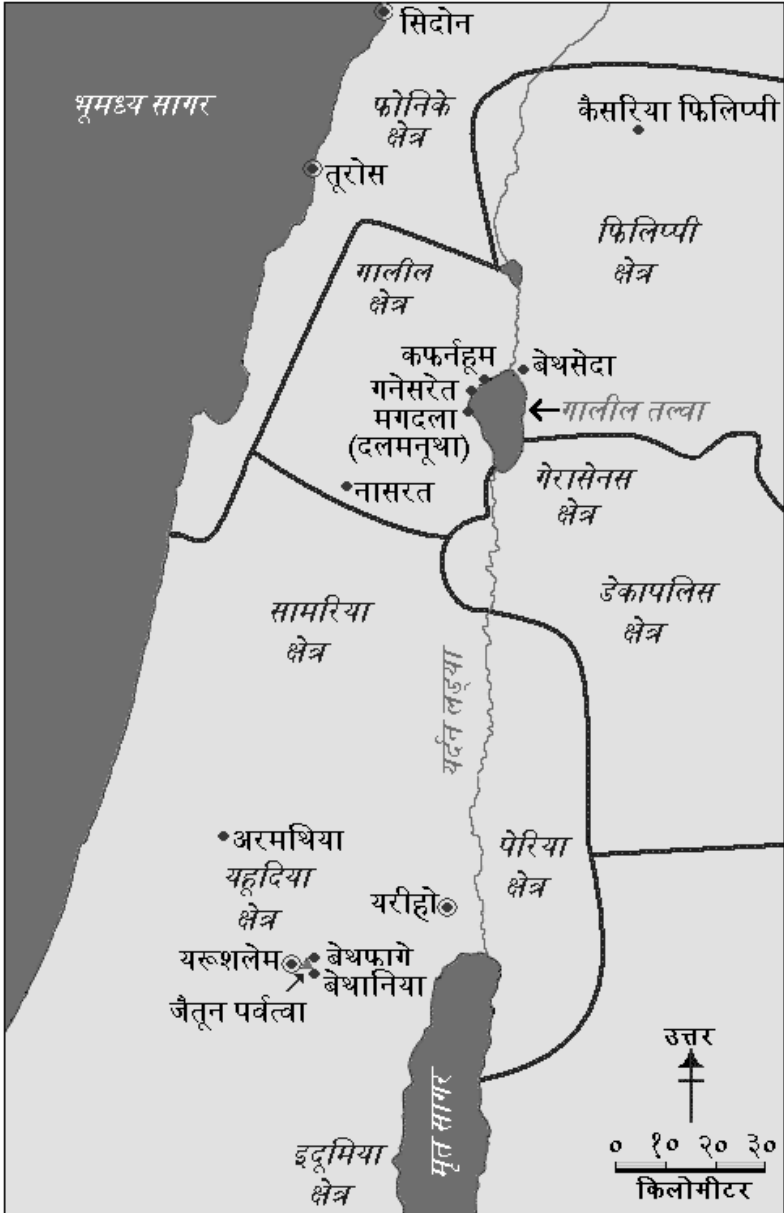 सिदोन
भूमध्य सागर
फोनिके
क्षेत्र
कैसरिया फिलिप्पी
तूरोस
फिलिप्पी
क्षेत्र
गालील
क्षेत्र
कफर्नहूम
बेथसेदा
गनेसरेत
मगदला
(दलमनूथा)
गालील तल्वा
नासरत
गेरासेनस
क्षेत्र
डेकापलिस
क्षेत्र
सामरिया
क्षेत्र
यर्दन लड्या
अरमथिया
यहूदिया
क्षेत्र
पेरिया
क्षेत्र
यरीहो
यरूशलेम
बेथफागे
बेथानिया
जैतून पर्वत्वा
उत्तर
मृत सागर
० १० २० ३०
किलोमीटर
इदूमिया
क्षेत्र